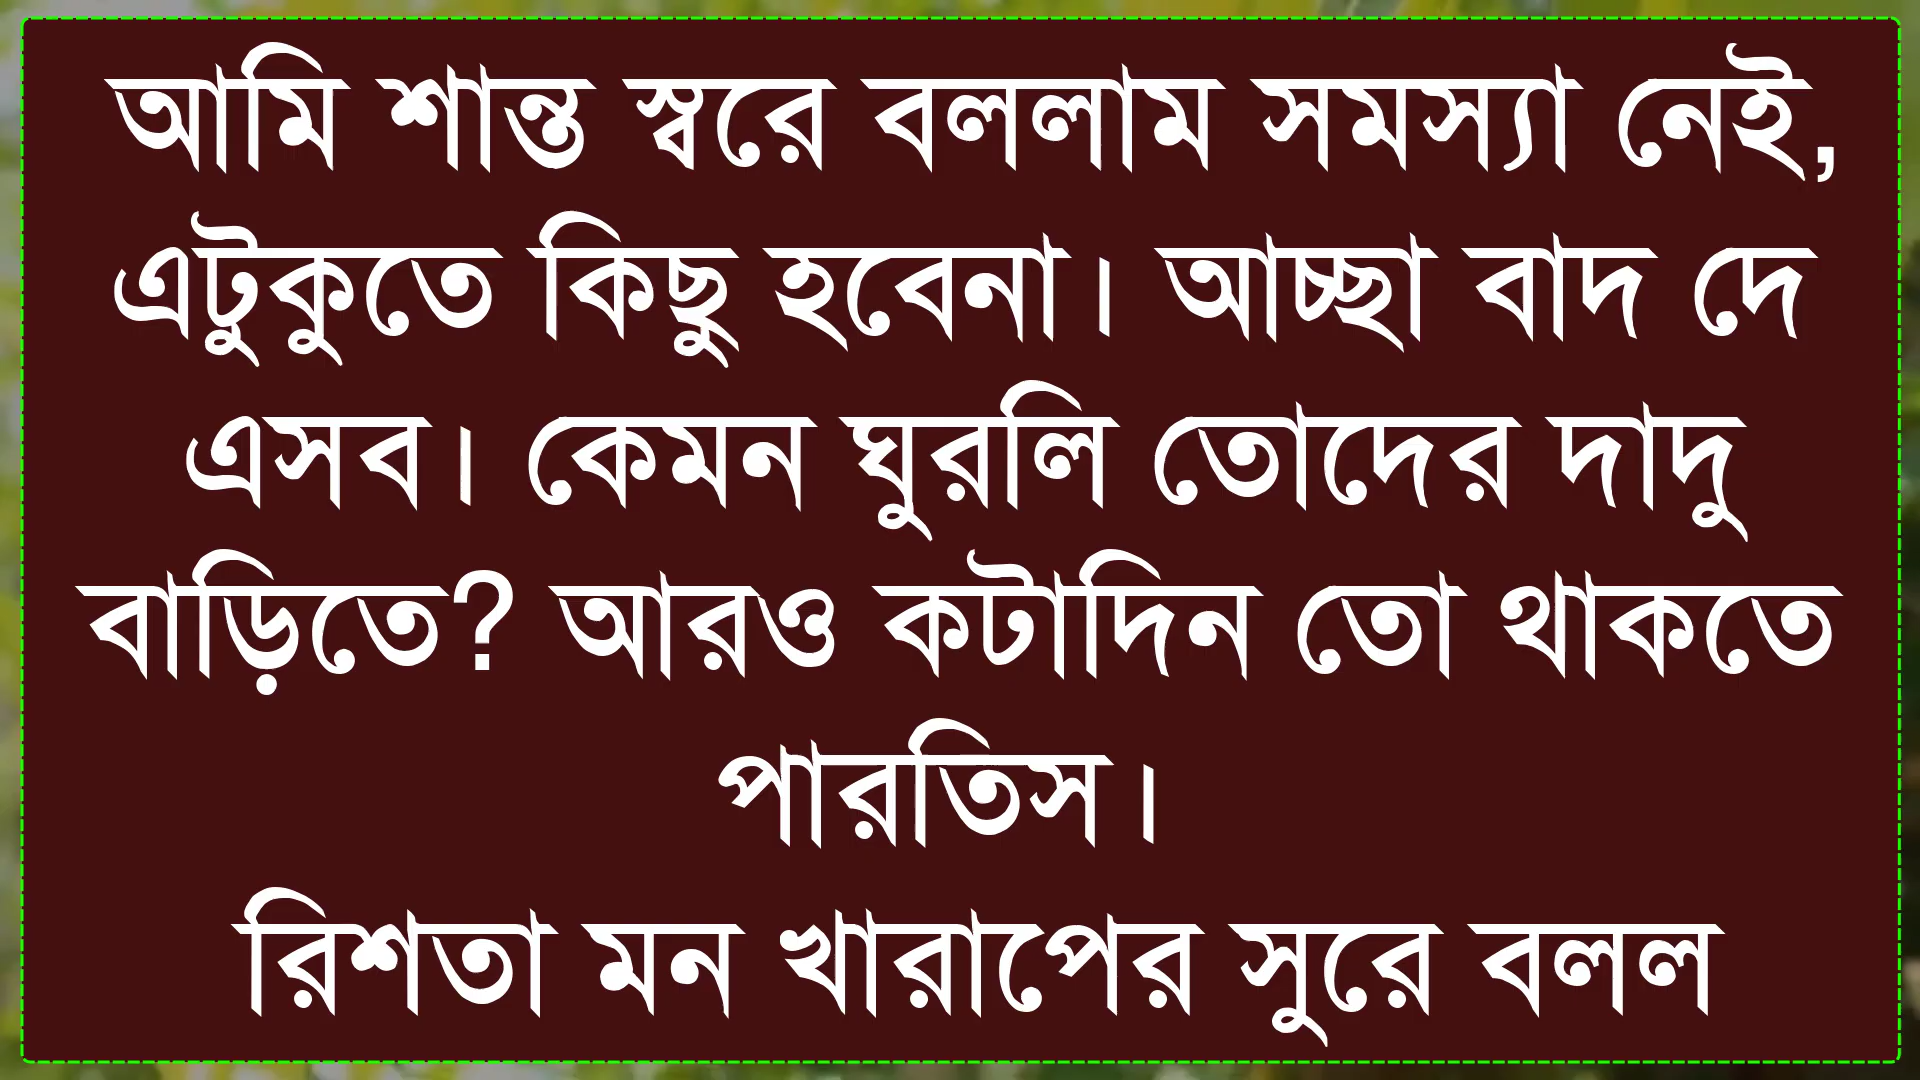 আমি শান্ত স্বরে বললাম সমস্যা নেই,
এটুকুতে কিছু হবেনা। আচ্ছা বাদ দে
এসব। কেমন ঘুরলি তোদের দাদু
বাড়িতে? আরও কটাদিন তো থাকতে
পারতিস।
রিশতা মন খারাপের সুরে বলল